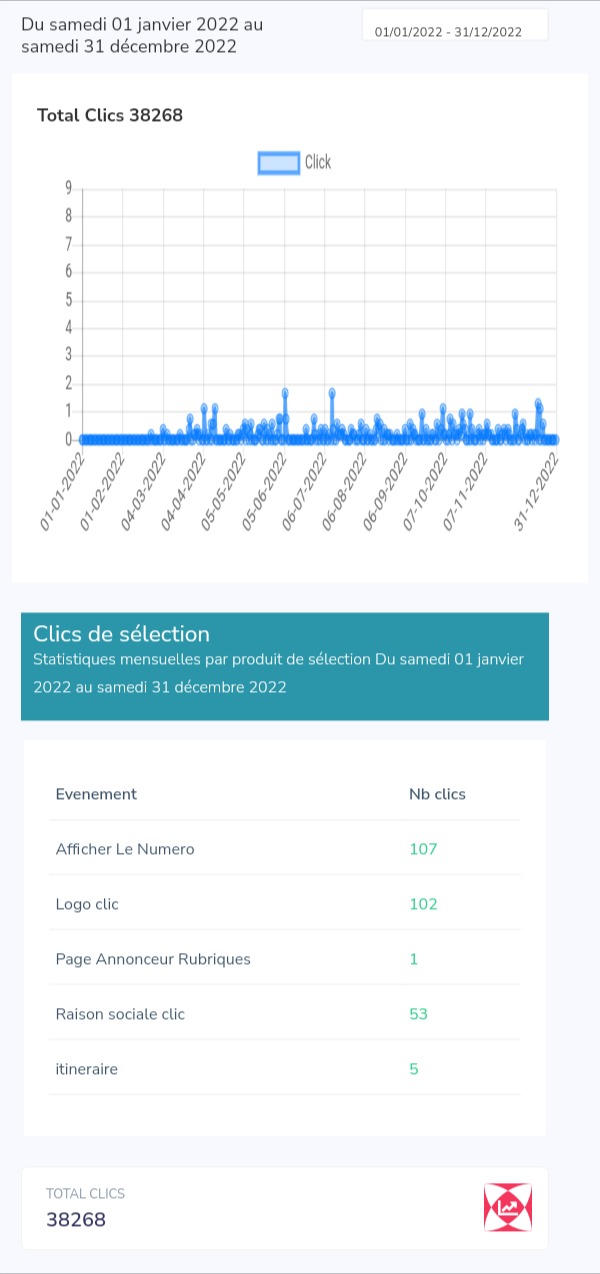 Du samedi 01 janvier 2022 au
samedi 31 décembre 2022
01/01/2022 - 31/12/2022
Total Clics 38268
Click
9
8
7
6
5
4
3
2
1
0
01-01-2022
01-02-2022
04-03-2022
04-04-2022
05-05-2022
05-06-2022
06-07-2022
06-08-2022
06-09-2022
07-10-2022
07-11-2022
31-12-2022
Clics de sélection
Statistiques mensuelles par produit de sélection Du samedi 01 janvier
2022 au samedi 31 décembre 2022
Evenement Nb clics
Afficher Le Numero 107
Logo clic 102
Page Annonceur Rubriques 1
Raison sociale clic 53
itineraire 5
TOTAL CLICS
38268